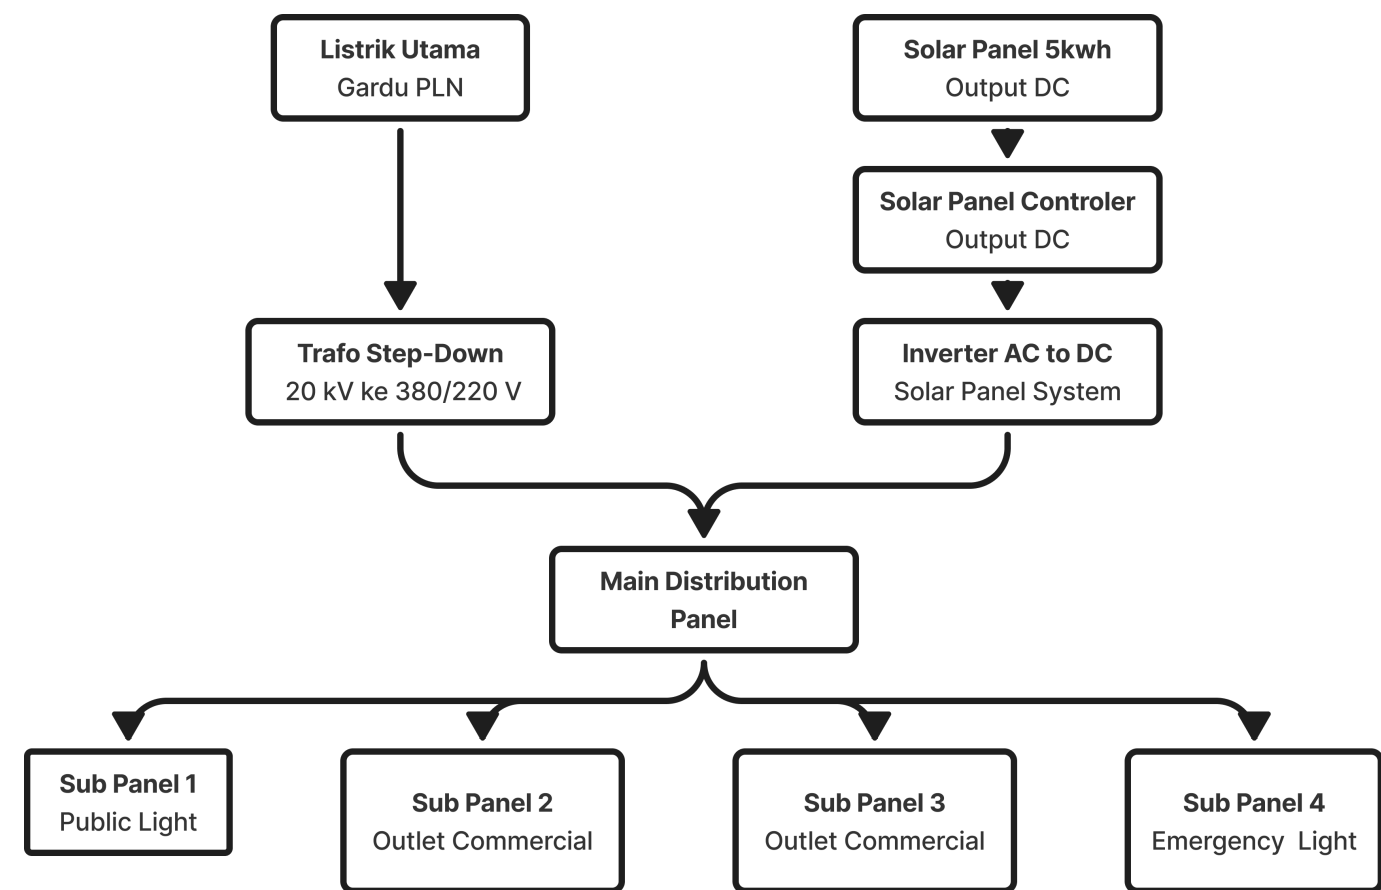 Listrik Utama
Gardu PLN
Solar Panel 5kwh
Output DC
Solar Panel Controler
Output DC
Trafo Step-Down
20 kV ke 380/220 V
Inverter AC to DC
Solar Panel System
Main Distribution
Panel
Sub Panel 1
Public Light
Sub Panel 2
Outlet Commercial
Sub Panel 3
Outlet Commercial
Sub Panel 4
Emergency  Light